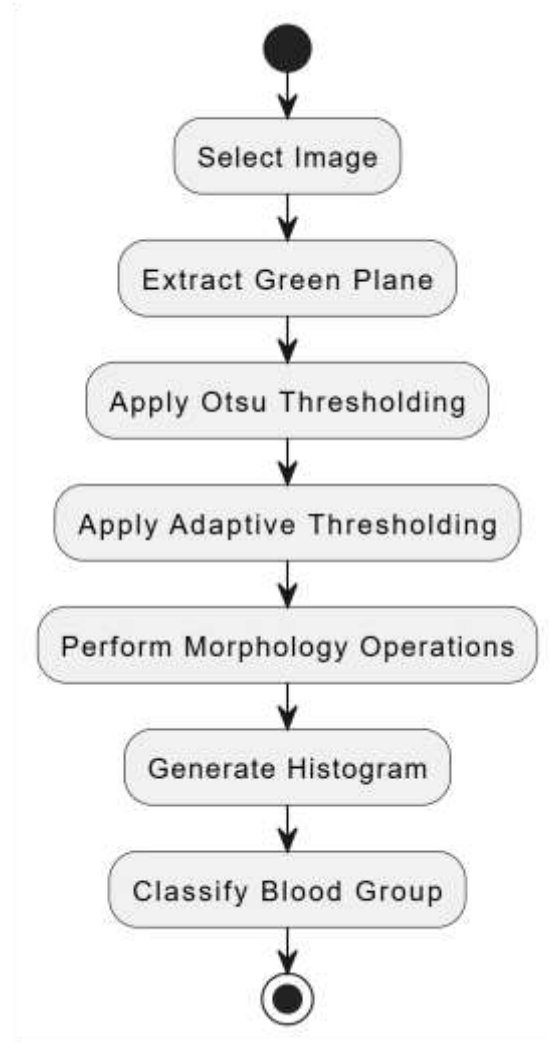 Select Image
Extract Green Plane
Apply Otsu Thresholding
Apply Adaptive Thresholding
Perform Morphology Operations
Generate Histogram
Classify Blood Group